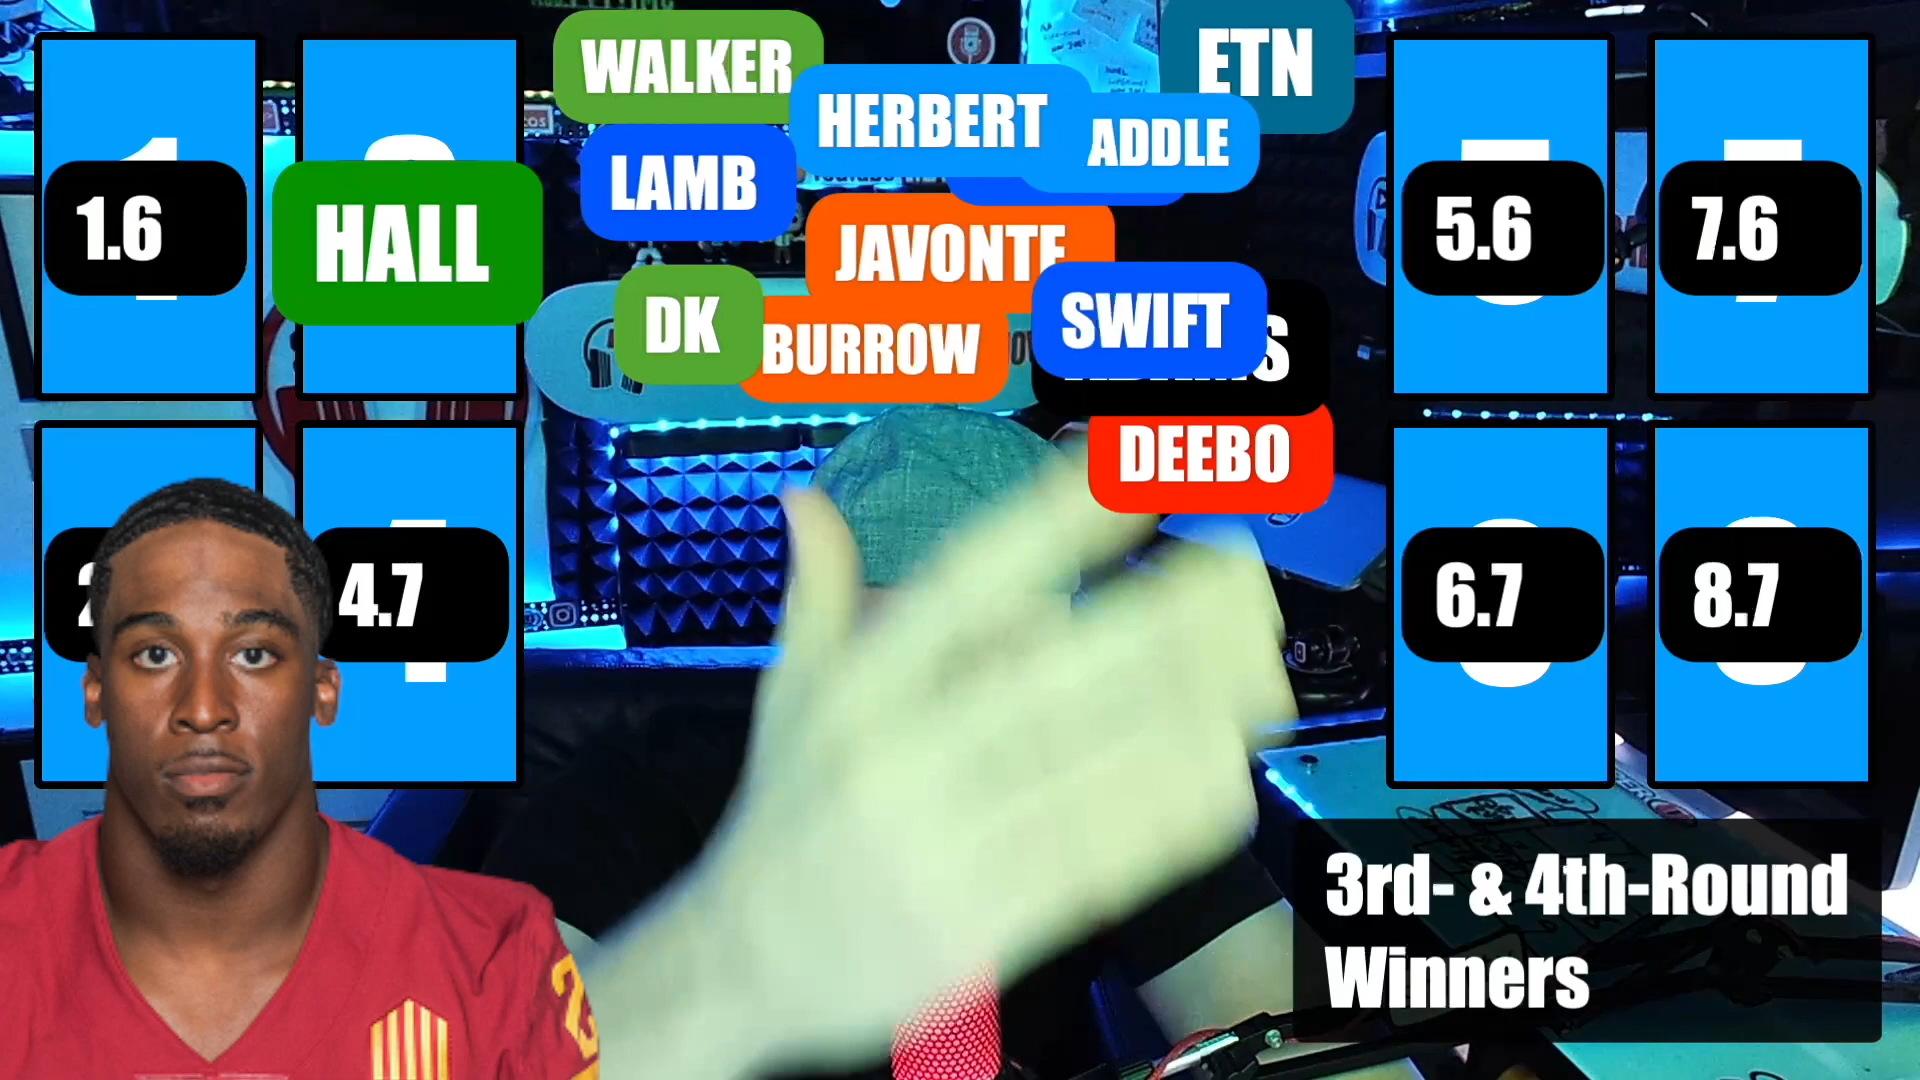 WALKER
ETN
HERBERT
ADDLE
LAMB
1.6
HALL
JAVONTE
DK
BURROW
SWIFT
DEEBO
5.6
7.6
4.7
6.7
8.7
3rd- & 4th-Round
Winners